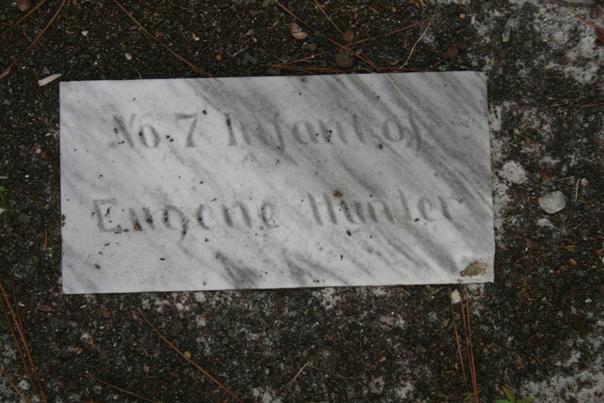 No. 7 Infant of
Eugene Hunter